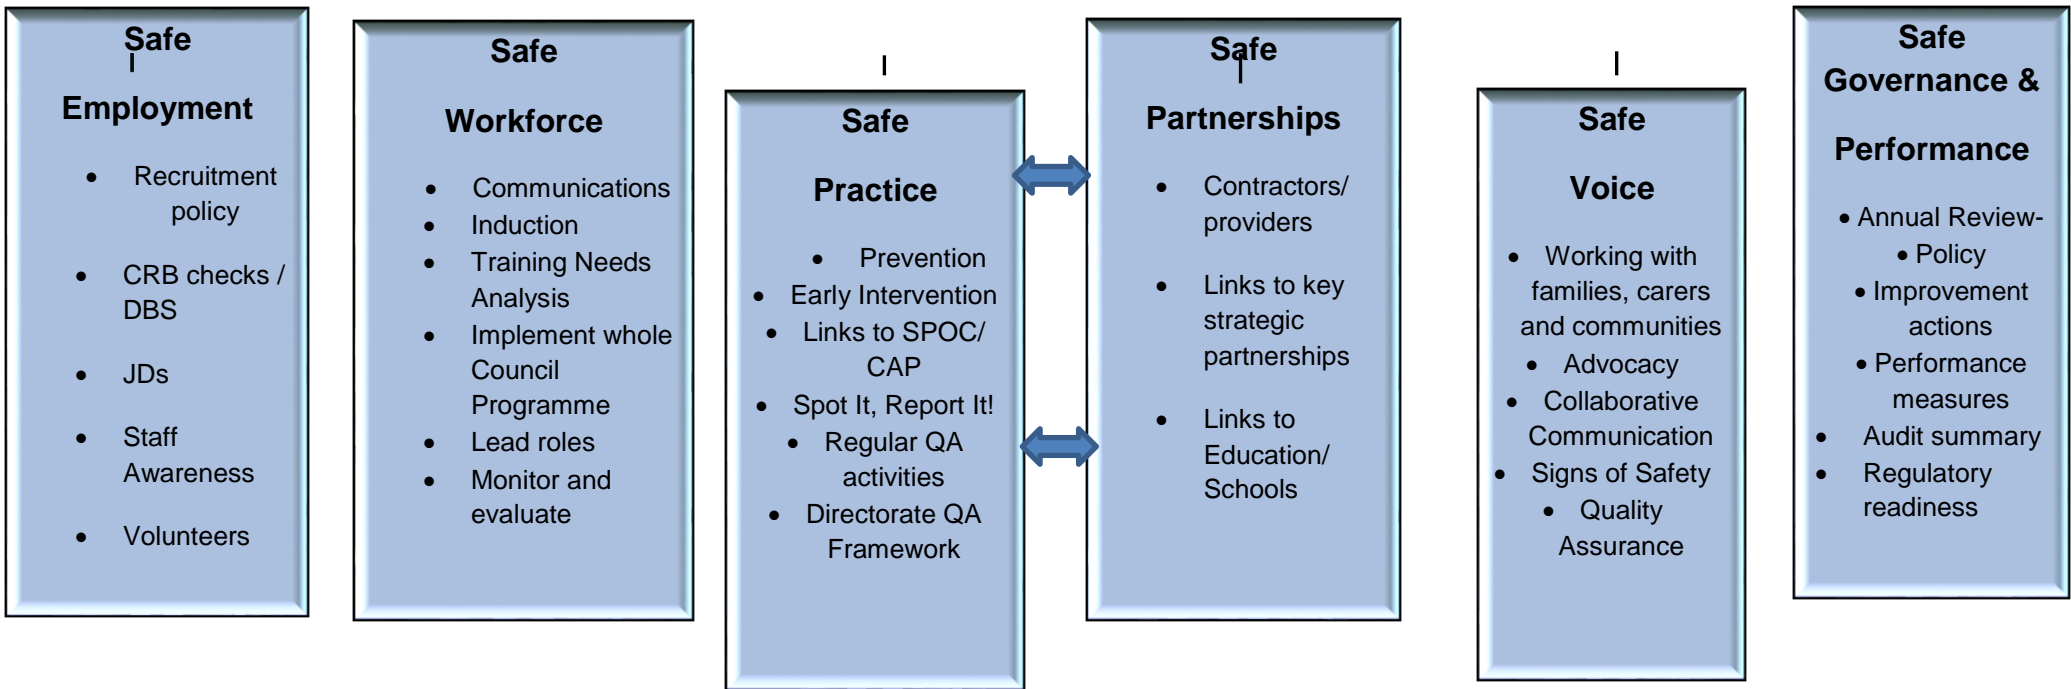 Safe
Employment
• Recruitment
policy
• CRB checks /
DBS
• JDs
• Staff
Awareness
• Volunteers
Safe
Workforce
• Communications
• Induction
• Training Needs
Analysis
• Implement whole
Council
Programme
• Lead roles
• Monitor and
evaluate
Safe
Practice
• Prevention
• Early Intervention
• Links to SPOC/
CAP
• Spot It, Report It!
• Regular QA
activities
• Directorate QA
Framework
Safe
Partnerships
• Contractors/
providers
• Links to key
strategic
partnerships
• Links to
Education/
Schools
Safe
Voice
• Working with
families, carers
and communities
• Advocacy
• Collaborative
Communication
• Signs of Safety
• Quality
Assurance
Safe
Governance &
Performance
• Annual Review-
• Policy
• Improvement
actions
• Performance
measures
• Audit summary
• Regulatory
readiness